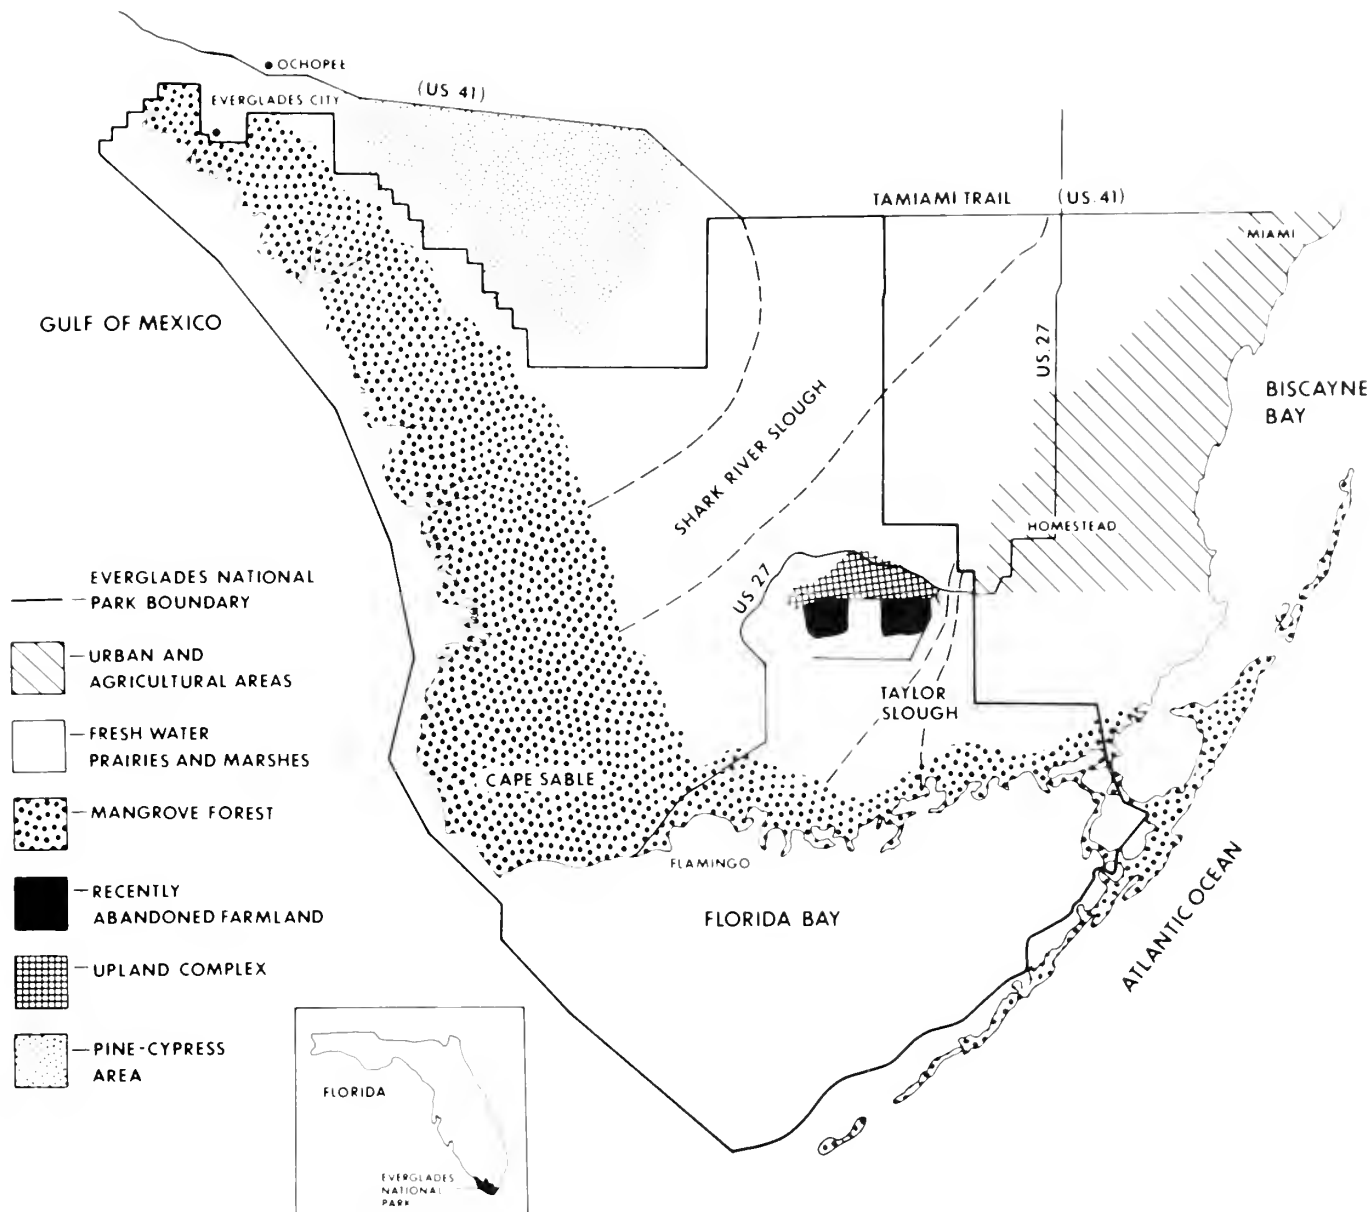 OCHOPEE
(US 41)
EVERGLADES CITY
TAMIAMI TRAIL (US. 41)
MIAMI
GULF OF MEXICO
US. 27
BISCAYNE
BAY
SHARK RIVER SLOUGH
HOMESTEAD
US 27
EVERGLADES NATIONAL
PARK BOUNDARY
URBAN AND
AGRICULTURAL AREAS
TAYLOR
SLOUGH
FRESH WATER
PRAIRIES AND MARSHES
CAPE SABLE
MANGROVE FOREST
FLAMINGO
RECENTLY
ABANDONED FARMLAND
FLORIDA BAY
ATLANTIC OCEAN
UPLAND COMPLEX
PINE-CYPRESS
AREA
FLORIDA
EVERGLADES
NATIONAL
PARK